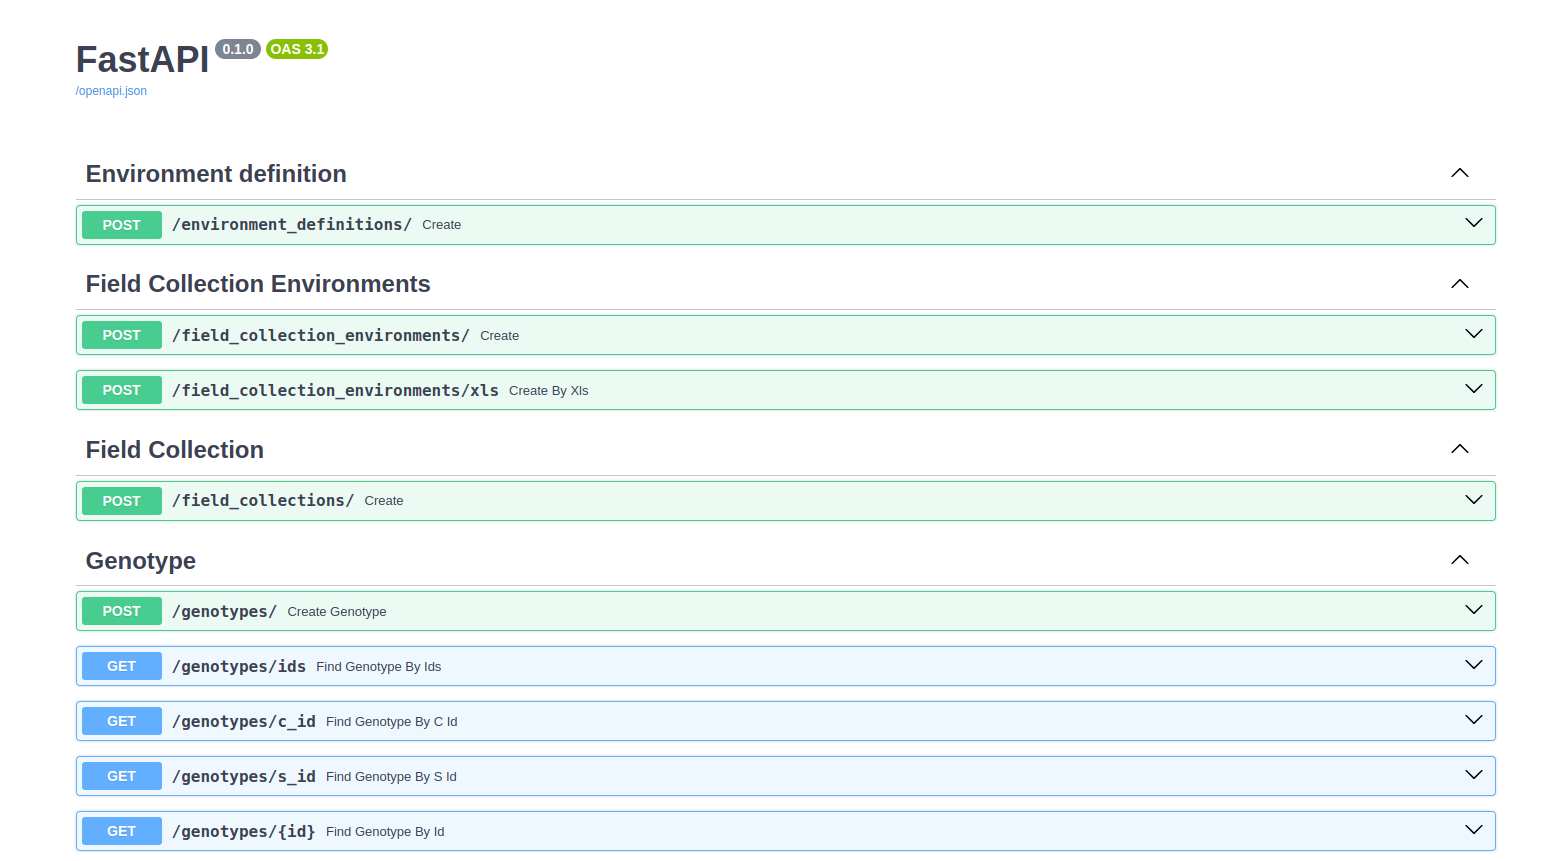 FastAPI 0.1.0 OAS 3.1
/openapi.json
Environment definition
POST /environment_definitions/ Create
Field Collection Environments
POST /field_collection_environments/ Create
POST /field_collection_environments/xls Create By Xls
Field Collection
POST /field_collections/ Create
Genotype
POST /genotypes/ Create Genotype
GET /genotypes/ids Find Genotype By Ids
GET /genotypes/c_id Find Genotype By C Id
GET /genotypes/s_id Find Genotype By S Id
GET /genotypes/{id} Find Genotype By Id